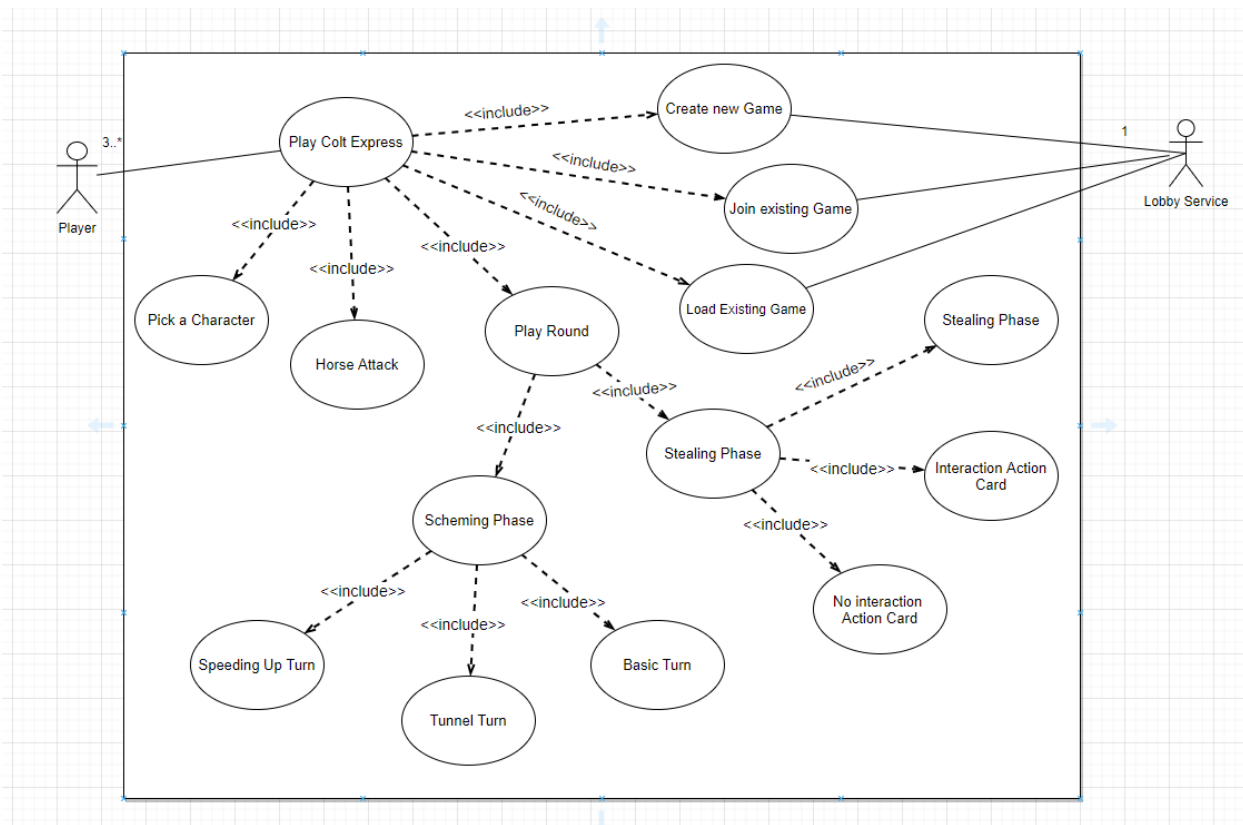 <<include>>
Create new Game
3..*
Play Colt Express
1
<<include>>
Join existing Game
Lobby Service
Player
<<include>>
<<include>>
<<include>>
<<include>>
Load Existing Game
Pick a Character
Horse Attack
Play Round
Stealing Phase
<<include>>
<<include>>
<<include>>
Stealing Phase
<<include>>
Interaction Action
Card
Scheming Phase
<<include>>
<<include>>
<<include>>
<<include>>
No interaction
Action Card
Speeding Up Turn
Tunnel Turn
Basic Turn